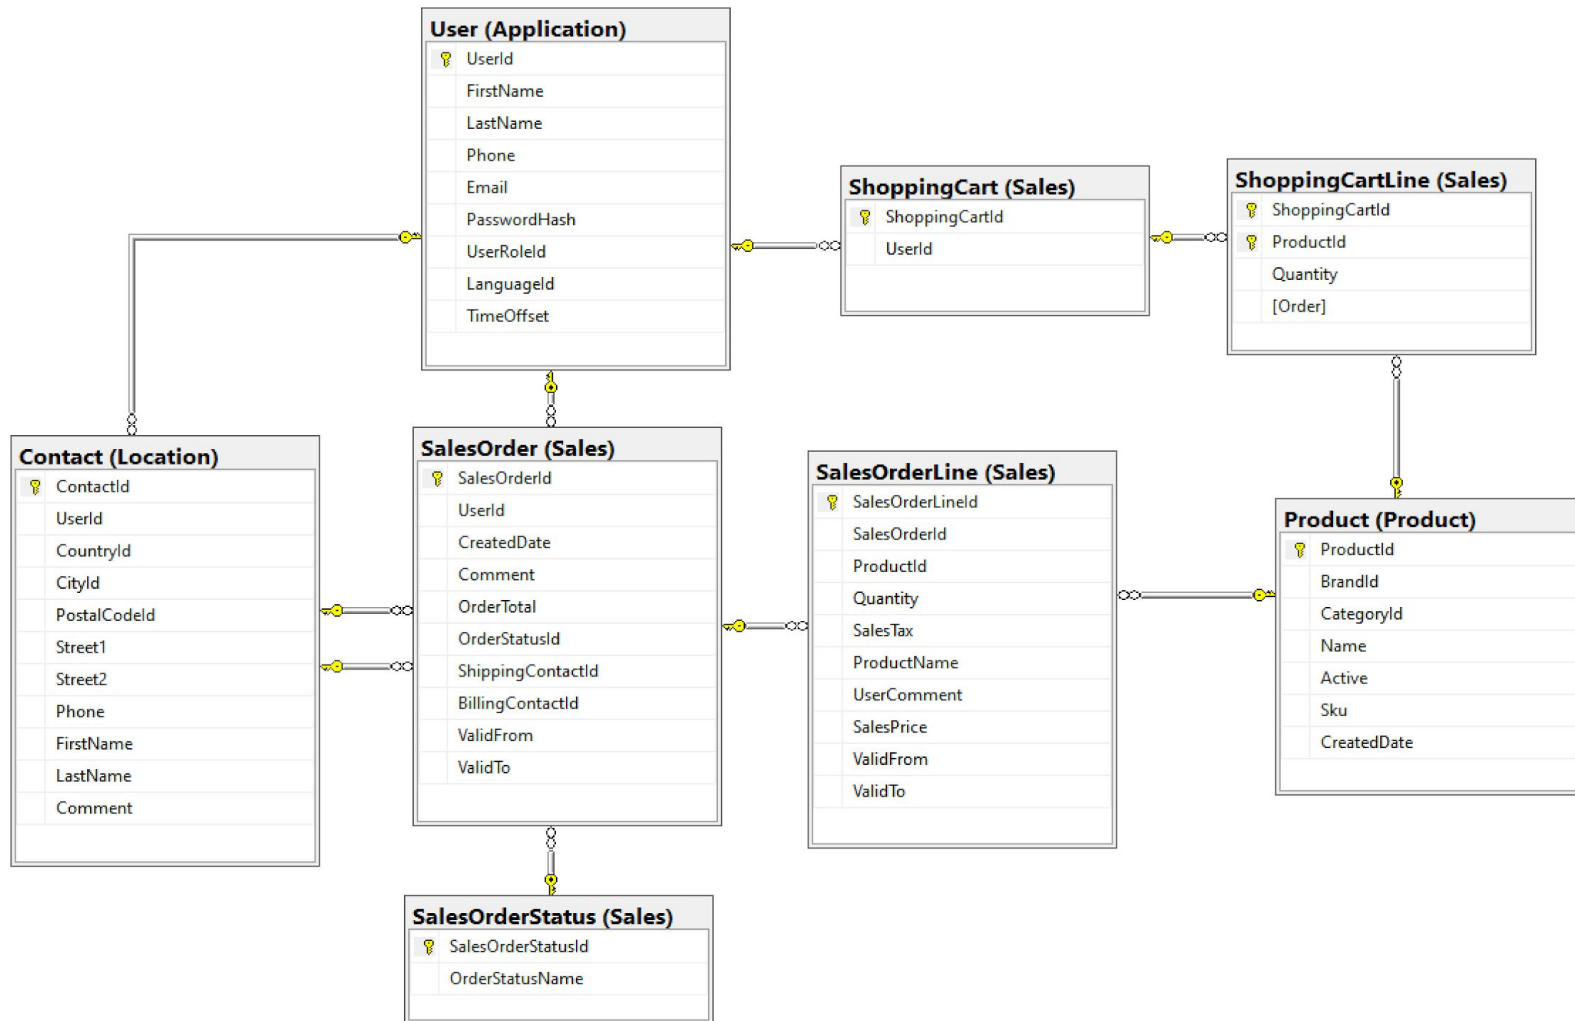 User (Application)
UserId
FirstName
LastName
Phone
Email
PasswordHash
UserRoleId
LanguageId
TimeOffset
ShoppingCart (Sales)
ShoppingCartId
UserId
ShoppingCartLine (Sales)
ShoppingCartId
ProductId
Quantity
[Order]
Contact (Location)
ContactId
UserId
CountryId
CityId
PostalCodeId
Street1
Street2
Phone
FirstName
LastName
Comment
SalesOrder (Sales)
SalesOrderId
UserId
CreatedDate
Comment
OrderTotal
OrderStatusId
ShippingContactId
BillingContactId
ValidFrom
ValidTo
SalesOrderLine (Sales)
SalesOrderLineId
SalesOrderId
ProductId
Quantity
SalesTax
ProductName
UserComment
SalesPrice
ValidFrom
ValidTo
Product (Product)
ProductId
BrandId
CategoryId
Name
Active
Sku
CreatedDate
SalesOrderStatus (Sales)
SalesOrderStatusId
OrderStatusName